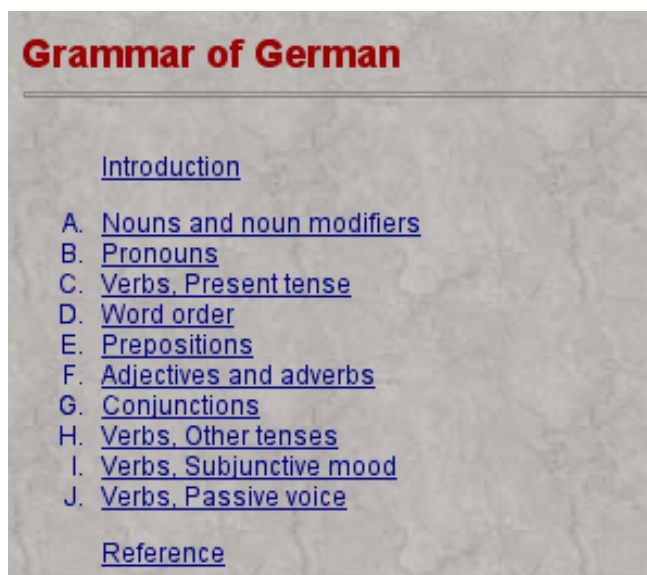 Grammar of German
Introduction
A. Nouns and noun modifiers
B. Pronouns
C. Verbs, Present tense
D. Word order
E. Prepositions
F. Adjectives and adverbs
G. Conjunctions
H. Verbs, Other tenses
I. Verbs, Subjunctive mood
J. Verbs, Passive voice
Reference